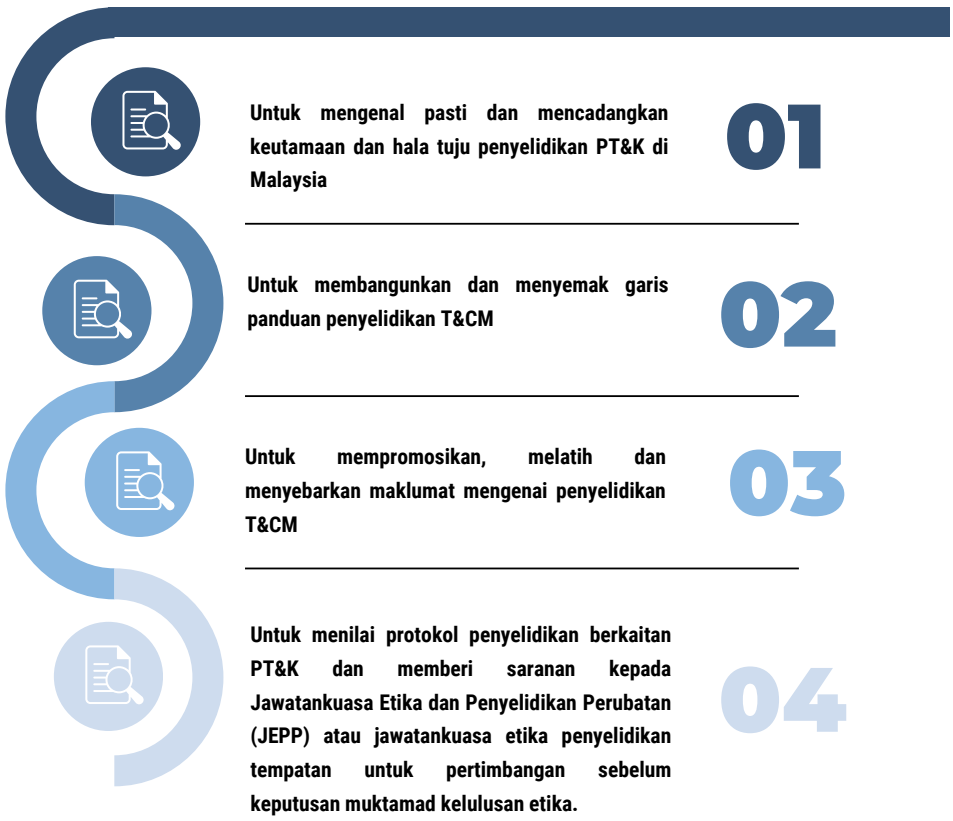 Untuk mengenal pasti dan mencadangkan
keutamaan dan hala tuju penyelidikan PT&K di
Malaysia
01
Untuk membangunkan dan menyemak garis
panduan penyelidikan T&CM
02
Untuk mempromosikan, melatih dan
menyebarkan maklumat mengenai penyelidikan
T&CM
03
Untuk menilai protokol penyelidikan berkaitan
PT&K dan memberi saranan kepada
Jawatankuasa Etika dan Penyelidikan Perubatan
(JEPP) atau jawatankuasa etika penyelidikan
tempatan untuk pertimbangan sebelum
keputusan muktamad kelulusan etika.
04